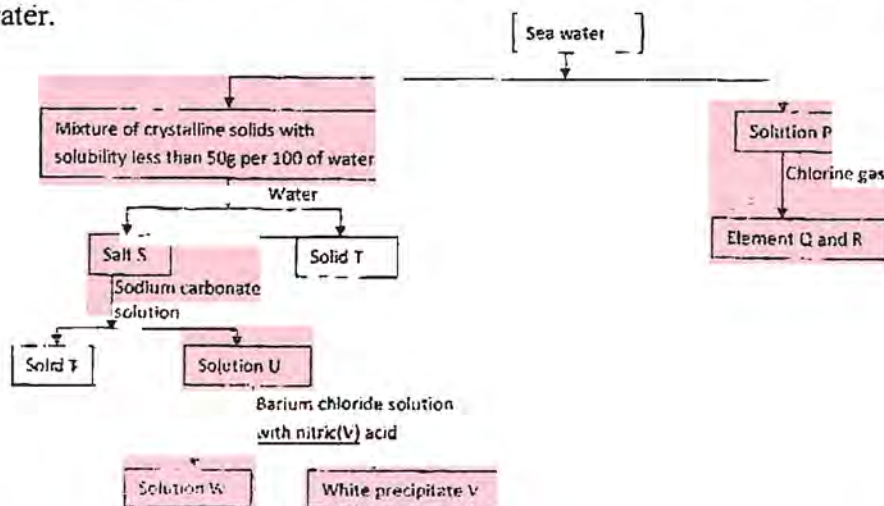 water.
Sea water
Mixture of crystalline solids with
solubility less than 50g per 100 of water
Solution P
Chlorine gas
Element Q and R
Water
Salt S
Solid T
Sodium carbonate
solution
Solid T
Solution U
Barium chloride solution
with nitric(V) acid
Solution W
White precipitate V